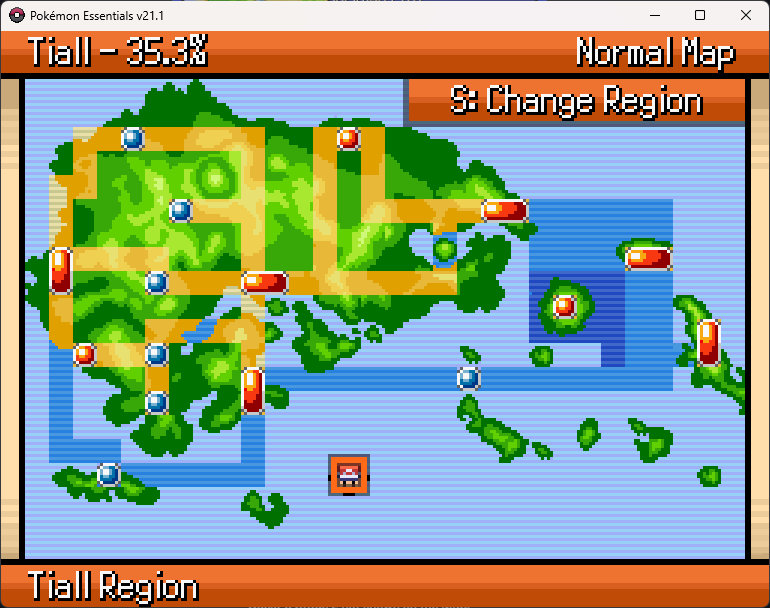 Pokémon Essentials v21.1
Tiall - 35.3% Normal Map
S: Change Region
Tiall Region